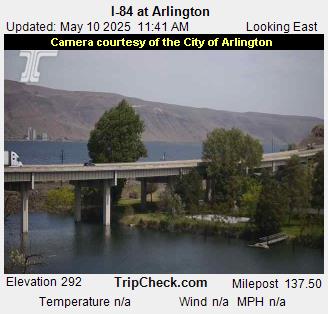 I-84 at Arlington
Updated: May 10 2025 11:41 AM Looking East
Camera courtesy of the City of Arlington
Elevation 292 TripCheck.com Milepost 137.50
Temperature n/a Wind n/a MPH n/a